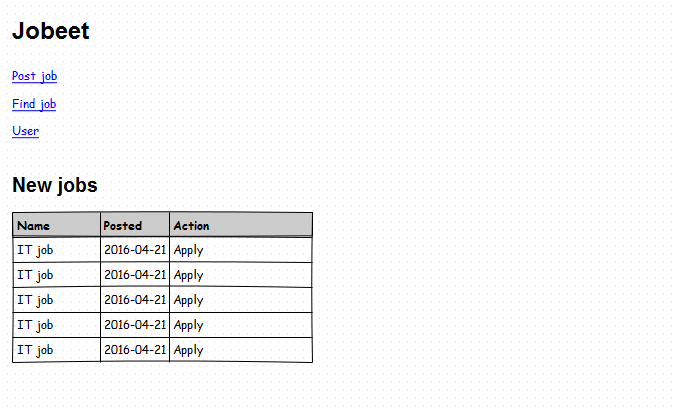 Jobeet
Post job
Find job
User
New jobs
Name Posted Action
IT job 2016-04-21 Apply
IT job 2016-04-21 Apply
IT job 2016-04-21 Apply
IT job 2016-04-21 Apply
IT job 2016-04-21 Apply